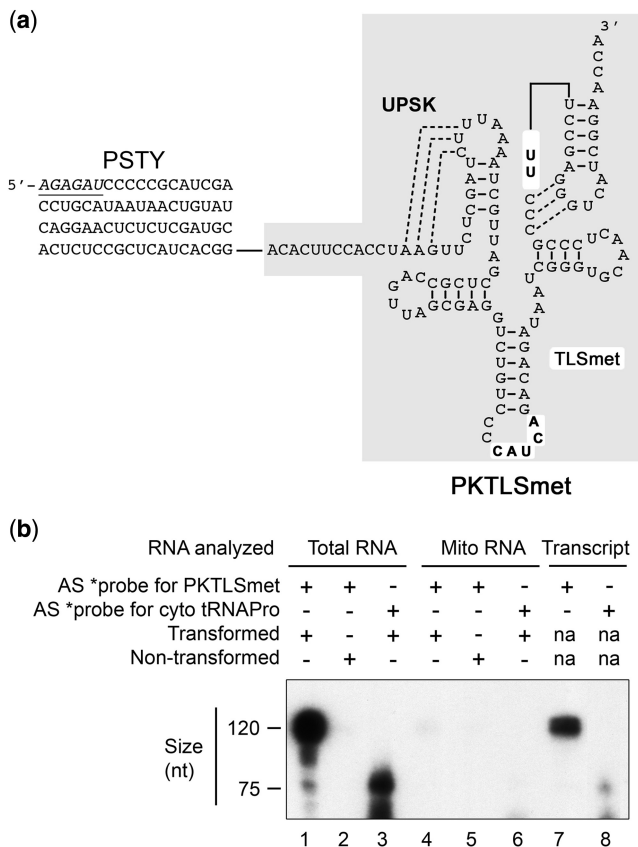 (a)
3′
UPSK
PSTY
5′-AGAGAUCCCCCGCAUCGA
CCUGCAUAAUAACUGUAU
CAGGAACUCUCUCGAUGC
ACUCUCCGCUCAUCACGG
ACACUUCCACCUAAGUU
UU
TLSmet
CAU
C
A
PKTLSmet
(b)
RNA analyzed Total RNA Mito RNA Transcript
AS *probe for PKTLSmet + + - + + - + -
AS *probe for cyto tRNAPro - - + - - + - +
Transformed + - + + - + na na
Non-transformed - + - - + - na na
Size (nt)
120
75
1 2 3 4 5 6 7 8